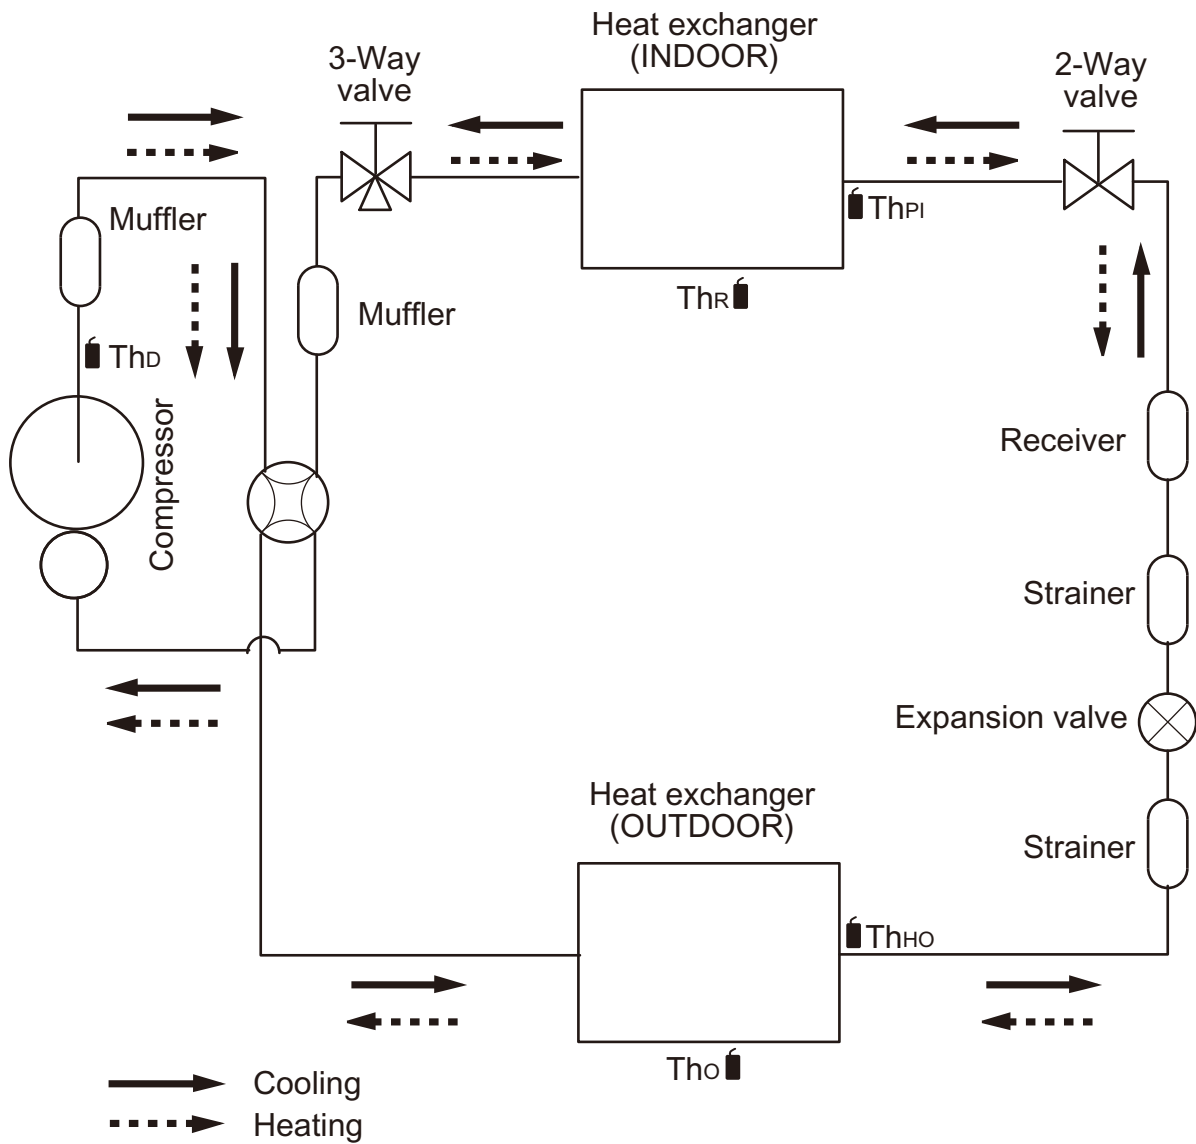 Heat exchanger
(INDOOR)
3-Way
valve
2-Way
valve
Muffler
ThPI
ThR
Muffler
ThD
Compressor
Receiver
Strainer
Expansion valve
Heat exchanger
(OUTDOOR)
Strainer
ThHO
ThO
Cooling
Heating